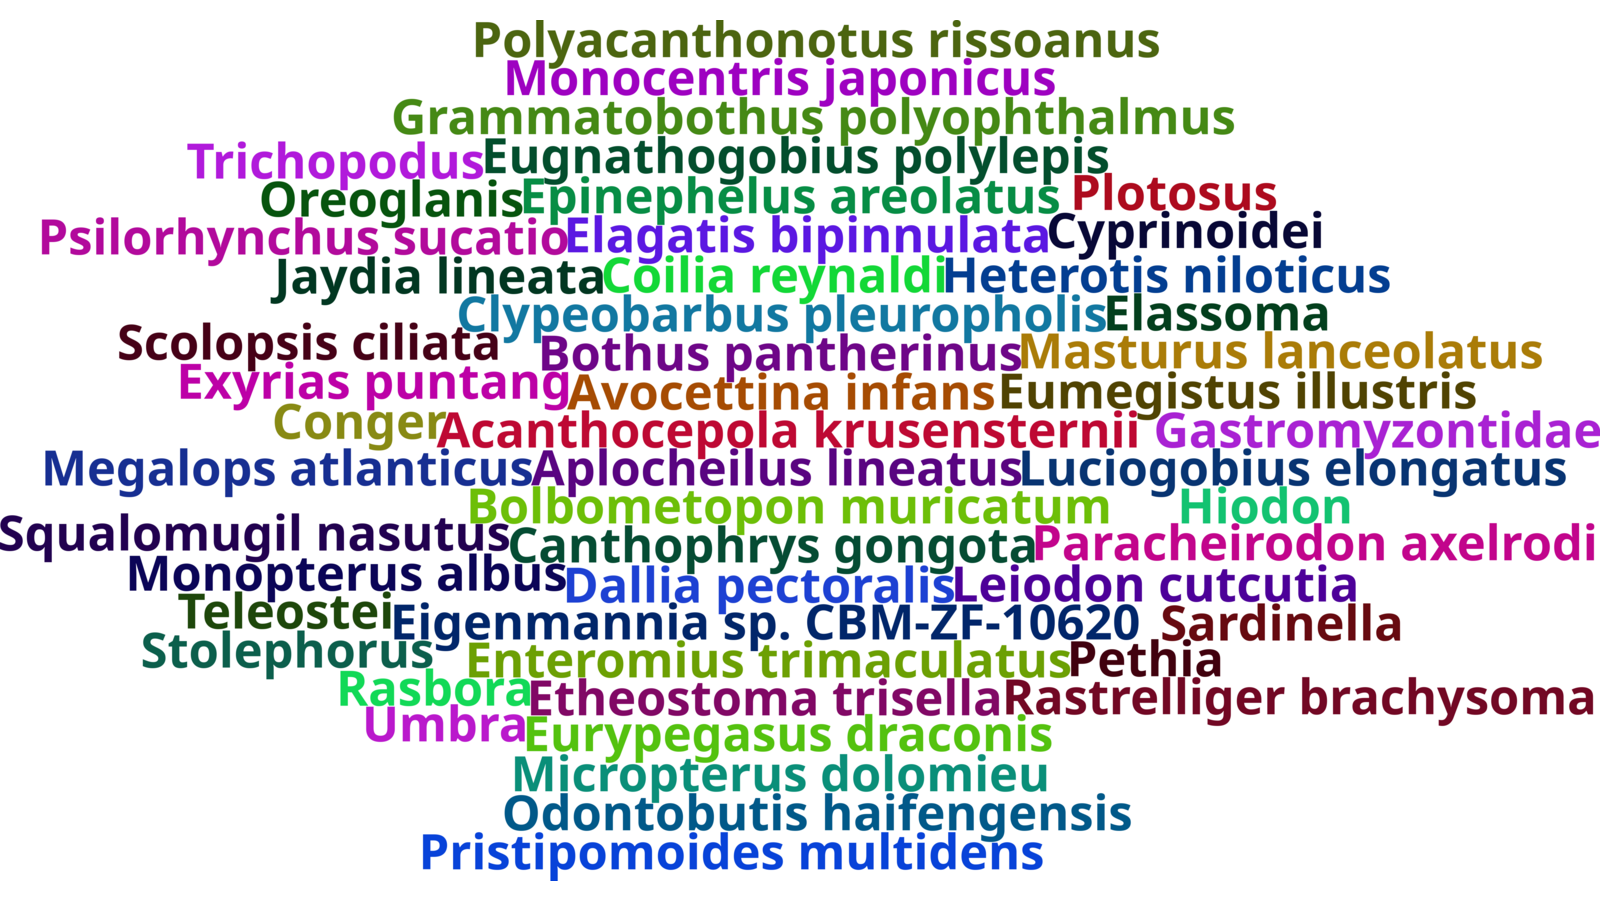 Polyacanthonotus rissoanus
Monocentris japonicus
Grammatobothus polyophthalmus
Trichopodus Eugnathogobius polylepis
Oreoglanis Epinephelus areolatus Plotosus
Psilorhynchus sucatio Elagatis bipinnulata Cyprinoidei
Jaydia lineata Coilia reynaldi Heterotis niloticus
Clypeobarbus pleuropholis Elassoma
Scolopsis ciliata Bothus pantherinus Masturus lanceolatus
Exyrias puntang Avocettina infans Eumegistus illustris
Conger Acanthocepola krusensternii Gastromyzontidae
Megalops atlanticus Aplocheilus lineatus Luciogobius elongatus
Bolbometopon muricatum Hiodon
Squalomugil nasutus Canthophrys gongota Paracheirodon axelrodi
Monopterus albus Dallia pectoralis Leiodon cutcutia
Teleostei Eigenmannia sp. CBM-ZF-10620 Sardinella
Stolephorus Enteromius trimaculatus Pethia
Rasbora Etheostoma trisella Rastrelliger brachysoma
Umbra Eurypegasus draconis
Micropterus dolomieu
Odontobutis haifengensis
Pristipomoides multidens